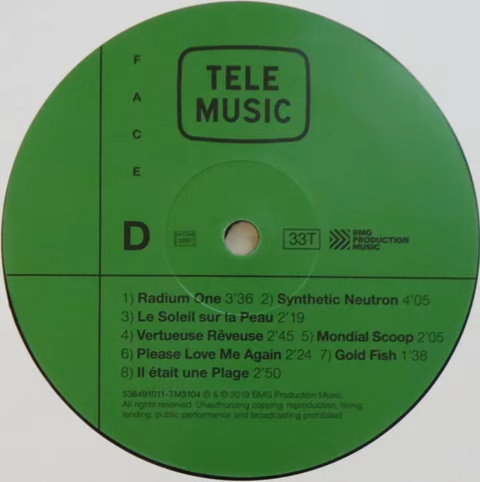 FACE
TELE
MUSIC
D
33T
BMG
PRODUCTION
MUSIC
1) Radium One 3'36 2) Synthetic Neutron 4'05
3) Le Soleil sur la Peau 2'19
4) Vertueuse Rêveuse 2'45 5) Mondial Scoop 2'05
6) Please Love Me Again 2'24 7) Gold Fish 1'38
8) Il était une Plage 2'50
538491011-TM3104 ℗ & © 2019 BMG Production Music.
All rights reserved. Unauthorizing copying, reproduction, hiring,
lending, public performance and broadcasting prohibited.